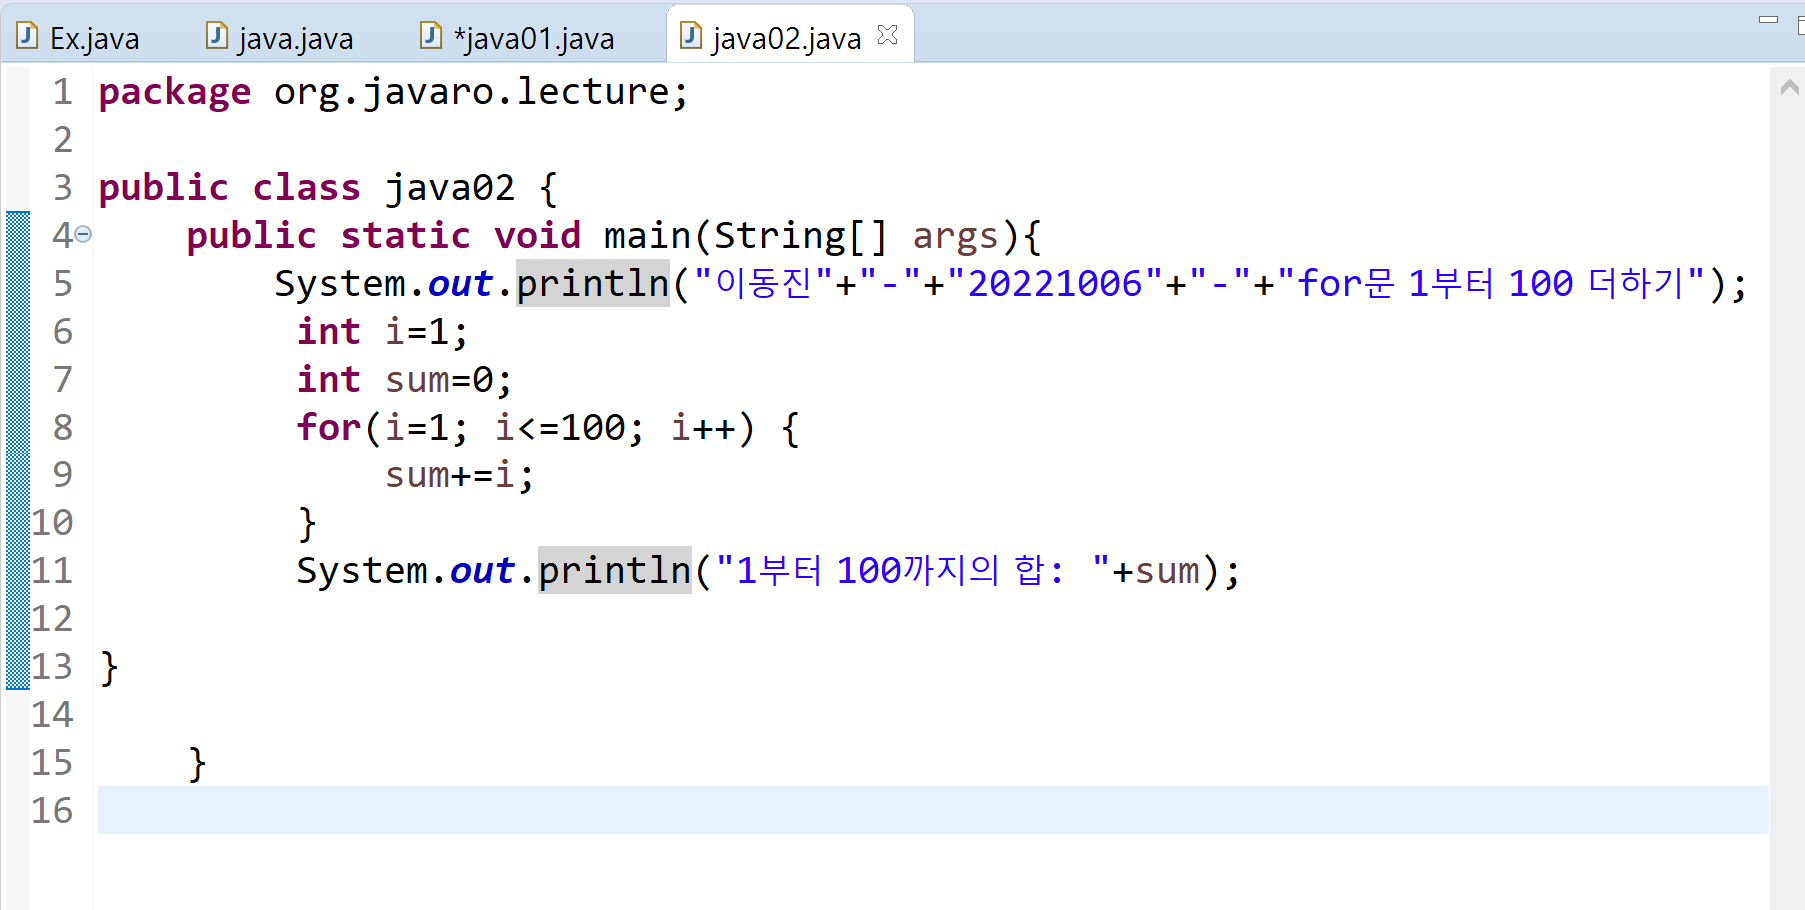 Ex.java java.java *java01.java java02.java
1 package org.javaro.lecture;
2
3 public class java02 {
4 public static void main(String[] args){
5 System.out.println("이동진"+"-"+"20221006"+"-"+"for문 1부터 100 더하기");
6 int i=1;
7 int sum=0;
8 for(i=1; i<=100; i++) {
9 sum+=i;
10 }
11 System.out.println("1부터 100까지의 합: "+sum);
12
13 }
14
15 }
16